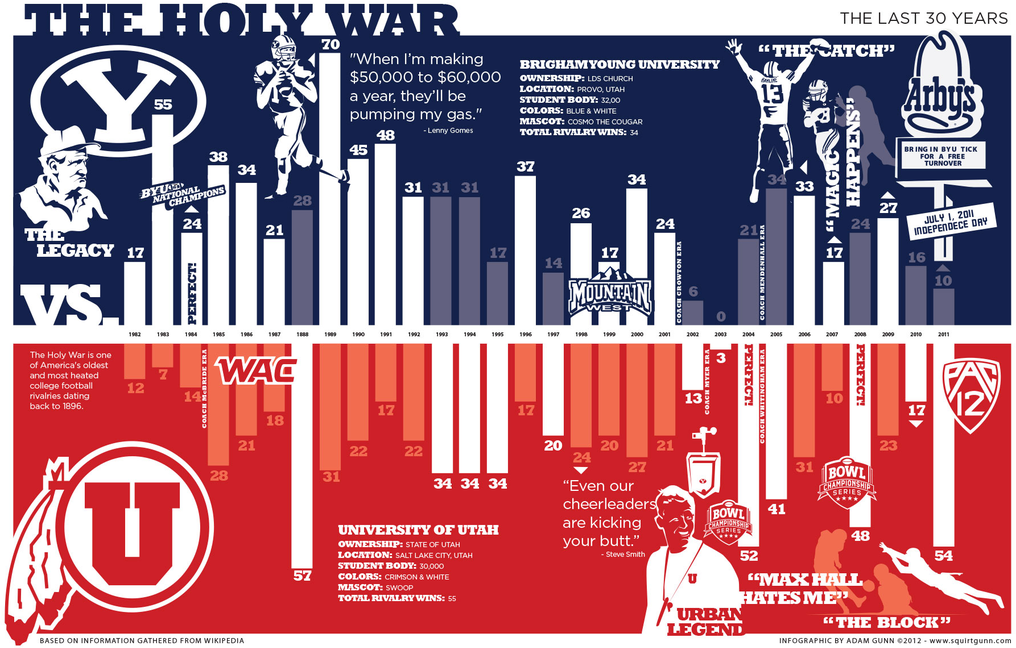 THE HOLY WAR
THE LAST 30 YEARS
Y
"When I'm making
$50,000 to $60,000
a year, they'll be
pumping my gas."
- Lenny Gomes
BRIGHAM YOUNG UNIVERSITY
OWNERSHIP: LDS CHURCH
LOCATION: PROVO, UTAH
STUDENT BODY: 32,00
COLORS: BLUE & WHITE
MASCOT: COSMO THE COUGAR
TOTAL RIVALRY WINS: 34
"THE CATCH"
13
Arby's
BRING IN BYU TICK
FOR A FREE
TURNOVER
JULY 1, 2011
INDEPENDECE DAY
"MAGIC
HAPPENS"
BYU
NATIONAL
CHAMPIONS
PERFECT!
THE
LEGACY
VS.
MOUNTAIN
WEST
COACH CROWTON ERA
COACH MENDENHALL ERA
17 55 24 38 34 21 28 70 45 48 31 31 31 17 37 14 26 17 34 24 6 0 21 34 33 17 24 27 16 10
1982 1983 1984 1985 1986 1987 1888 1989 1990 1991 1992 1993 1994 1995 1996 1997 1998 1999 2000 2001 2002 2003 2004 2005 2006 2007 2008 2009 2010 2011
12 7 14 28 21 18 57 31 22 17 22 34 34 34 17 20 24 20 27 21 13 3 52 41 31 10 48 23 17 54
The Holy War is one
of America's oldest
and most heated
college football
rivalries dating
back to 1896.
COACH McBRIDE ERA
WAC
COACH MYER ERA
PERFECT!
COACH WHITTINGHAM ERA
PERFECT!
PAC
12
U
UNIVERSITY OF UTAH
OWNERSHIP: STATE OF UTAH
LOCATION: SALT LAKE CITY, UTAH
STUDENT BODY: 30,000
COLORS: CRIMSON & WHITE
MASCOT: SWOOP
TOTAL RIVALRY WINS: 55
"Even our
cheerleaders
are kicking
your butt."
- Steve Smith
BOWL
CHAMPIONSHIP
SERIES
BOWL
CHAMPIONSHIP
SERIES
U
URBAN
LEGEND
"MAX HALL
HATES ME"
"THE BLOCK"
BASED ON INFORMATION GATHERED FROM WIKIPEDIA
INFOGRAPHIC BY ADAM GUNN ©2012 - www.squirtgunn.com